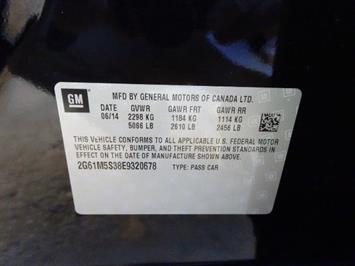 GM
MFD BY GENERAL MOTORS OF CANADA LTD.
DATE GVWR GAWR FRT GAWR RR
06/14 2298 KG 1184 KG 1114 KG
5066 LB 2610 LB 2456 LB
THIS VEHICLE CONFORMS TO ALL APPLICABLE U.S. FEDERAL MOTOR
VEHICLE SAFETY, BUMPER, AND THEFT PREVENTION STANDARDS IN
EFFECT ON THE DATE OF MANUFACTURE SHOWN ABOVE.
2G61M5S38E9320678 TYPE: PASS CAR